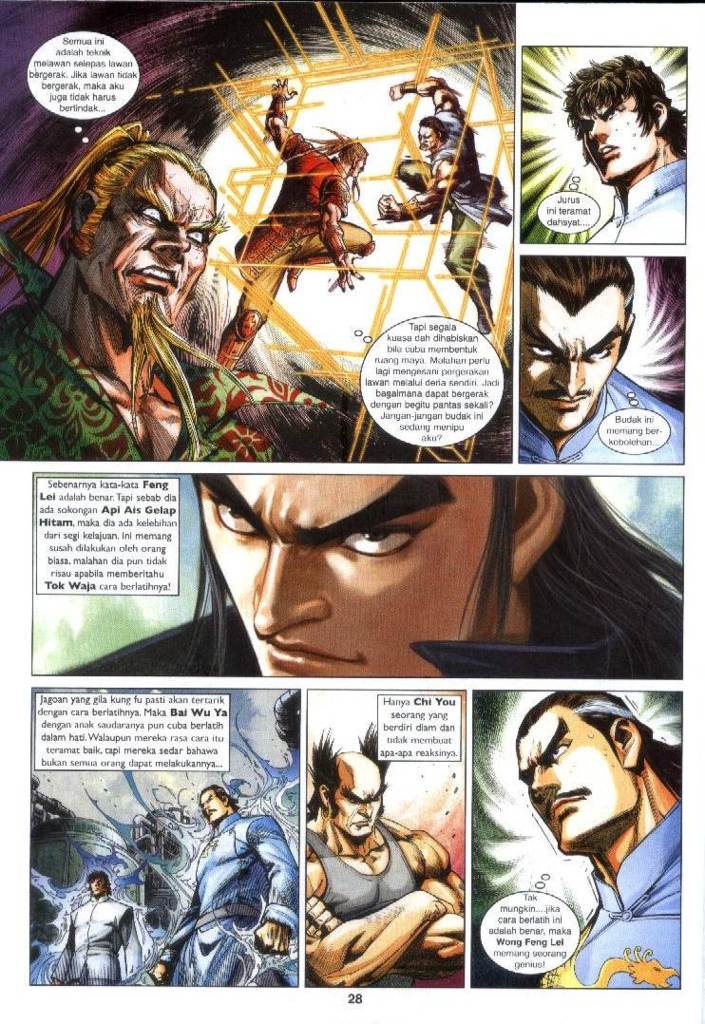 Semua ini
adalah teknik
melawan selepas lawan
bergerak. Jika lawan tidak
bergerak, maka aku
juga tidak harus
bertindak...
Jurus
ini teramat
dahsyat....
Tapi segala
kuasa dah dihabiskan
bila cuba membentuk
ruang maya. Malahan perlu
lagi mengesani pergerakan
lawan melalui deria sendiri. Jadi
bagaimana dapat bergerak
dengan begitu pantas sekali?
Jangan-jangan budak ini
sedang menipu
aku?
Budak ini
memang ber-
kebolehan...
Sebenarnya kata-kata Feng
Lei adalah benar. Tapi sebab dia
ada sokongan Api Ais Gelap
Hitam, maka dia ada kelebihan
dari segi kelajuan. Ini memang
susah dilakukan oleh orang
biasa, malahan dia pun tidak
risau apabila memberitahu
Tok Waja cara berlatihnya!
Jagoan yang gila kung fu pasti akan tertarik
dengan cara berlatihnya. Maka Bai Wu Ya
dengan anak saudaranya pun cuba berlatih
dalam hati. Walaupun mereka rasa cara itu
teramat baik, tapi mereka sedar bahawa
bukan semua orang dapat melakukannya...
Hanya Chi You
seorang yang
berdiri diam dan
tidak membuat
apa-apa reaksinya.
Tak
mungkin....jika
cara berlatih ini
adalah benar, maka
Wong Feng Lei
memang seorang
genius!
28